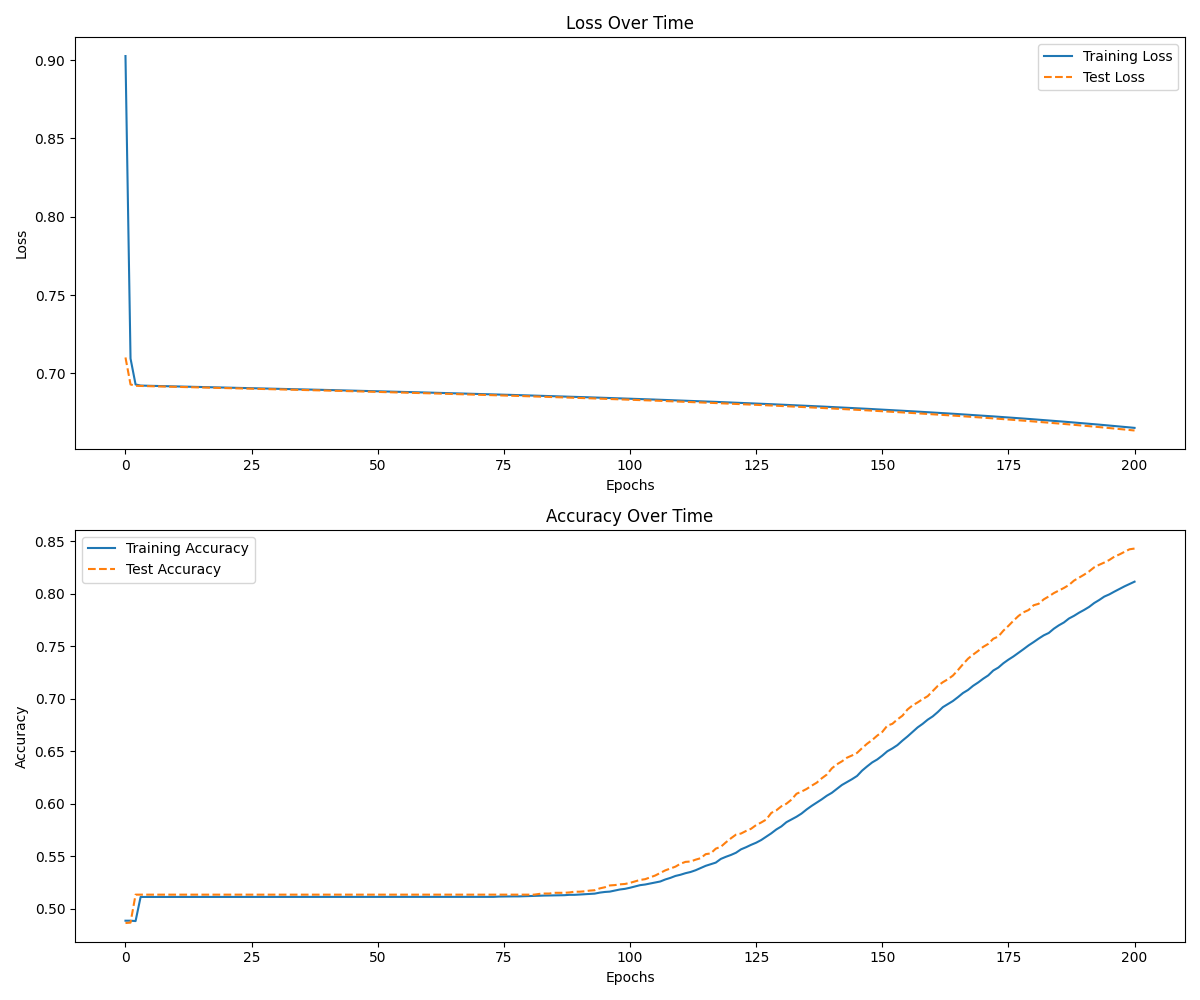 Loss Over Time
Training Loss
Test Loss
0.90
0.85
0.80
0.75
0.70
Loss
0 25 50 75 100 125 150 175 200
Epochs
Accuracy Over Time
Training Accuracy
Test Accuracy
0.85
0.80
0.75
0.70
0.65
0.60
0.55
0.50
Accuracy
0 25 50 75 100 125 150 175 200
Epochs